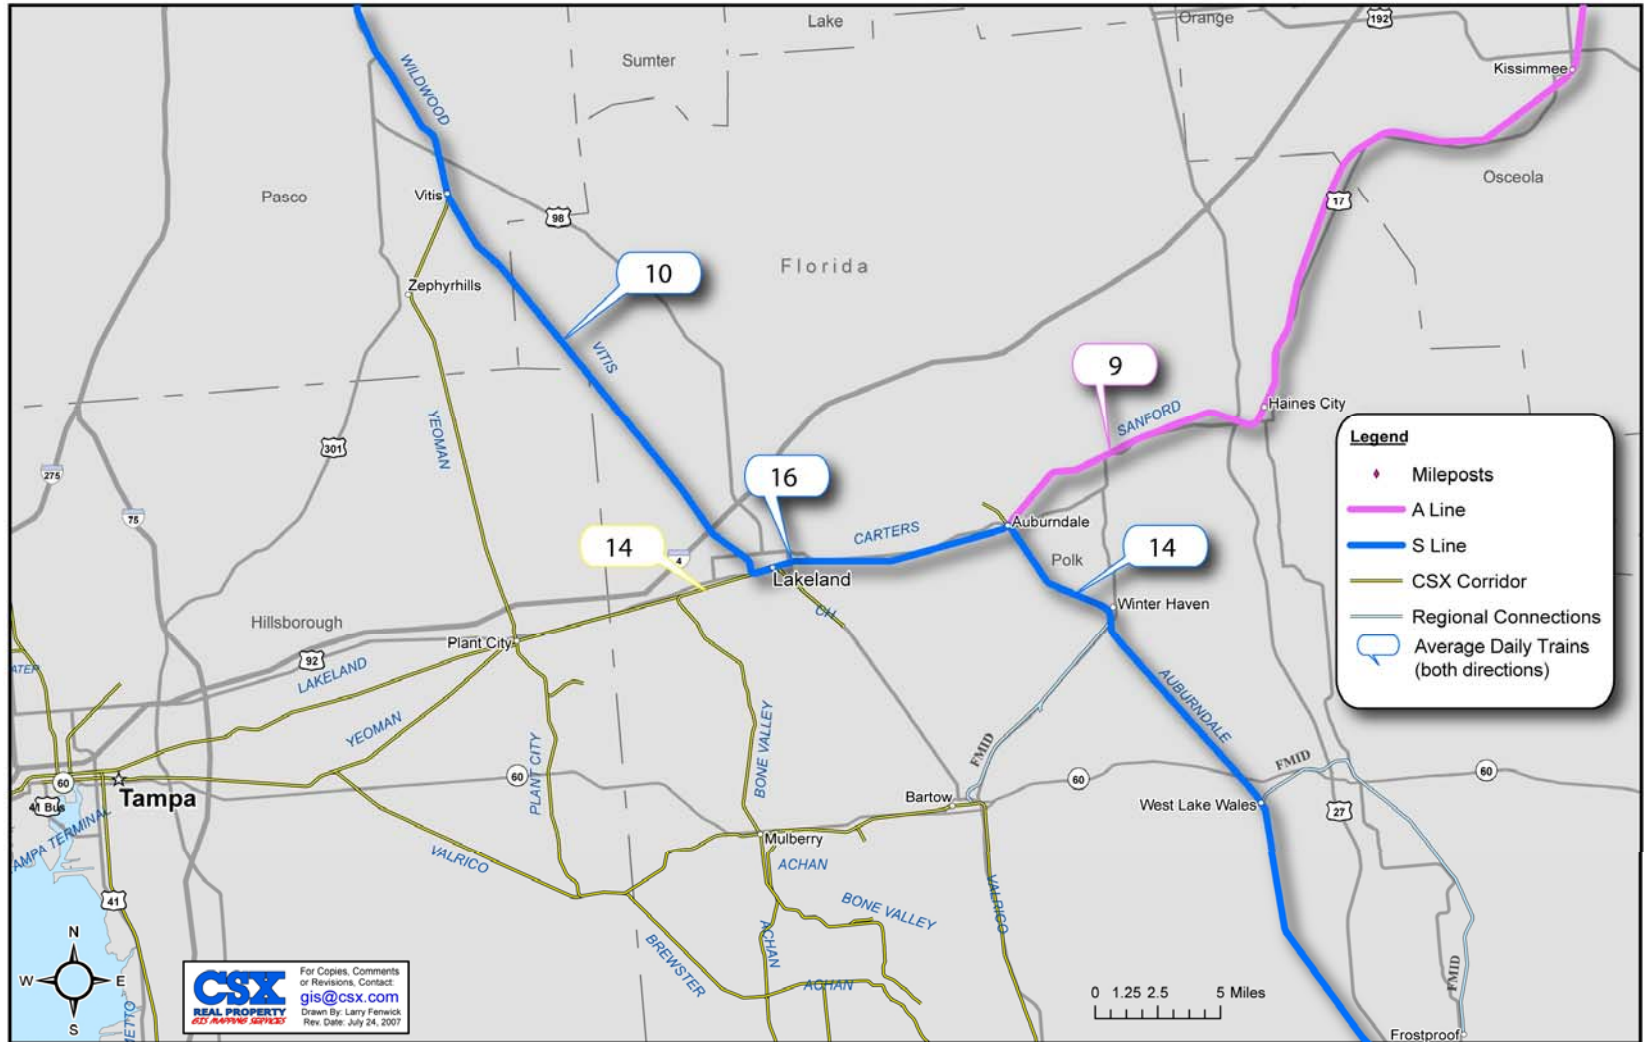 Lake
Orange
192
Kissimmee
Sumter
WILDWOOD
Pasco
Vitis
98
17
Osceola
Florida
10
Zephyrhills
VITIS
9
SANFORD
Haines City
YEOMAN
301
275
75
16
14
4
CARTERS
Auburndale
Polk
14
Lakeland
CH
Winter Haven
Hillsborough
Plant City
92
LAKELAND
YEOMAN
ATER
BONE VALLEY
PLANT CITY
AUBURNDALE
FMID
FMID
60
60
60
60
Tampa
41 Bus
AMPA TERMINAL
Bartow
West Lake Wales
27
Mulberry
VALRICO
ACHAN
BONE VALLEY
VALRICO
41
ACHAN
BREWSTER
ACHAN
FMID
Frostproof
METTO
Legend
Mileposts
A Line
S Line
CSX Corridor
Regional Connections
Average Daily Trains
(both directions)
N
W E
S
CSX
REAL PROPERTY
GIS MAPPING SERVICES
For Copies, Comments
or Revisions, Contact:
gis@csx.com
Drawn By: Larry Fenwick
Rev. Date: July 24, 2007
0 1.25 2.5 5 Miles